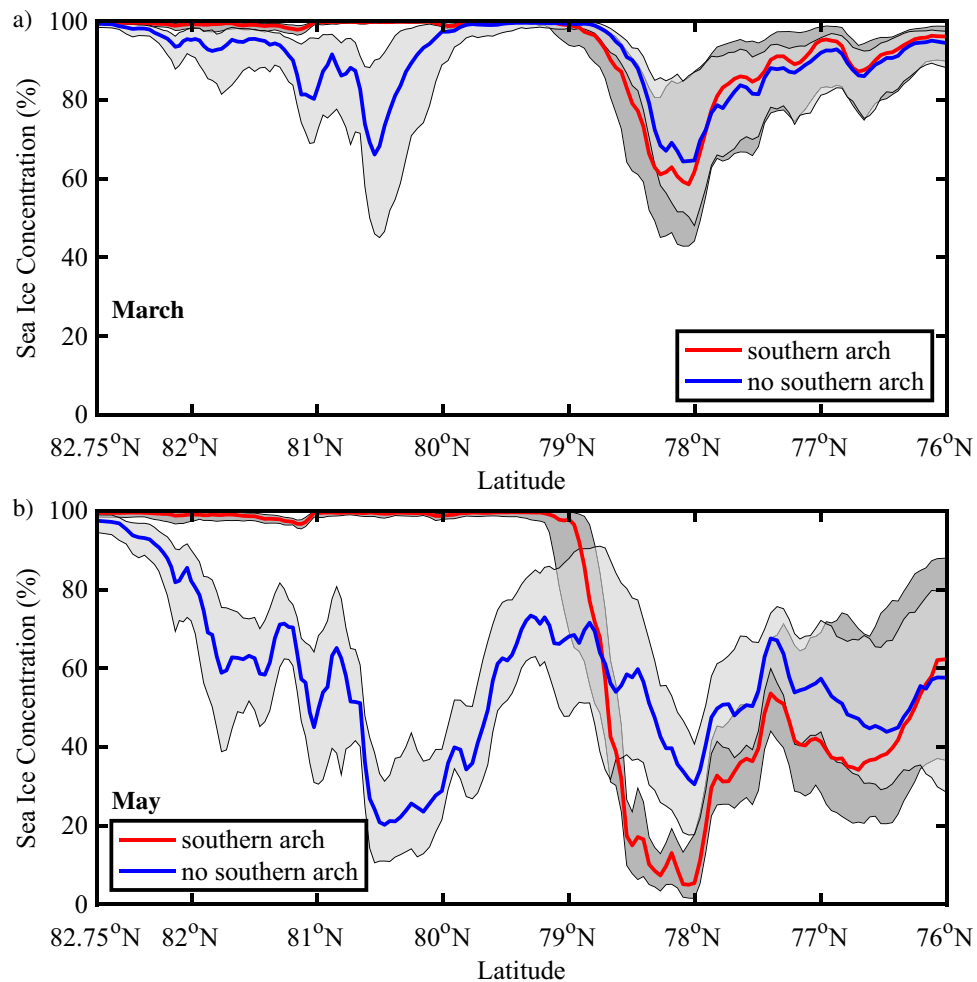 a)
100
80
60
40
20
0
Sea Ice Concentration (%)
March
southern arch
no southern arch
82.75°N 82°N 81°N 80°N 79°N 78°N 77°N 76°N
Latitude
b)
100
80
60
40
20
0
Sea Ice Concentration (%)
May
southern arch
no southern arch
82.75°N 82°N 81°N 80°N 79°N 78°N 77°N 76°N
Latitude